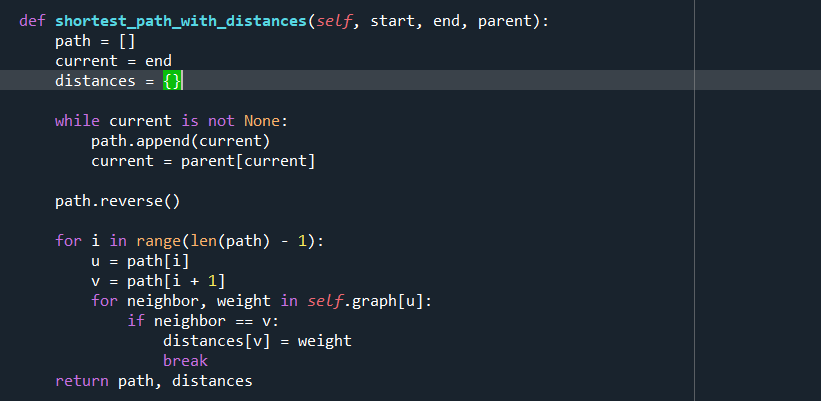 def shortest_path_with_distances(self, start, end, parent):
    path = []
    current = end
    distances = {}
    while current is not None:
        path.append(current)
        current = parent[current]
    path.reverse()
    for i in range(len(path) - 1):
        u = path[i]
        v = path[i + 1]
        for neighbor, weight in self.graph[u]:
            if neighbor == v:
                distances[v] = weight
                break
    return path, distances